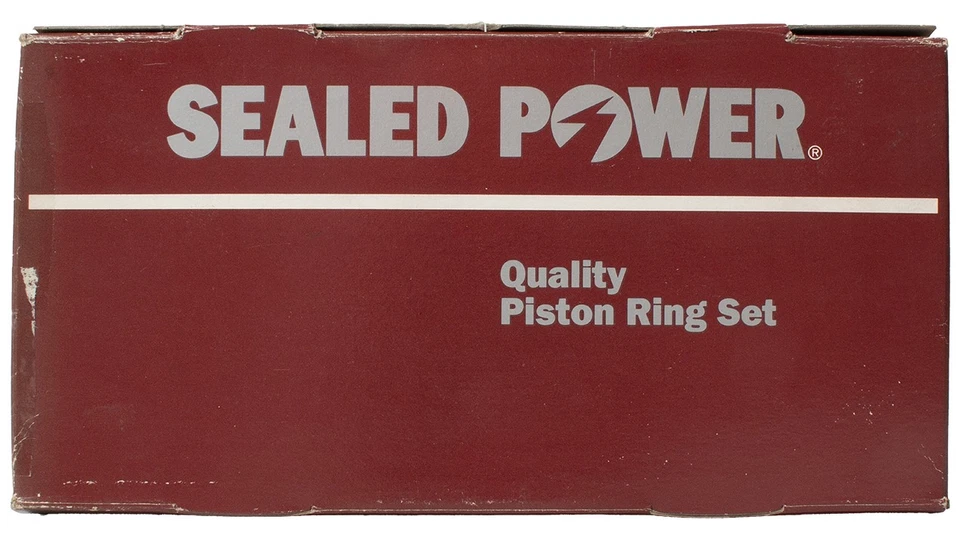 SEALED POWER®
Quality
Piston Ring Set